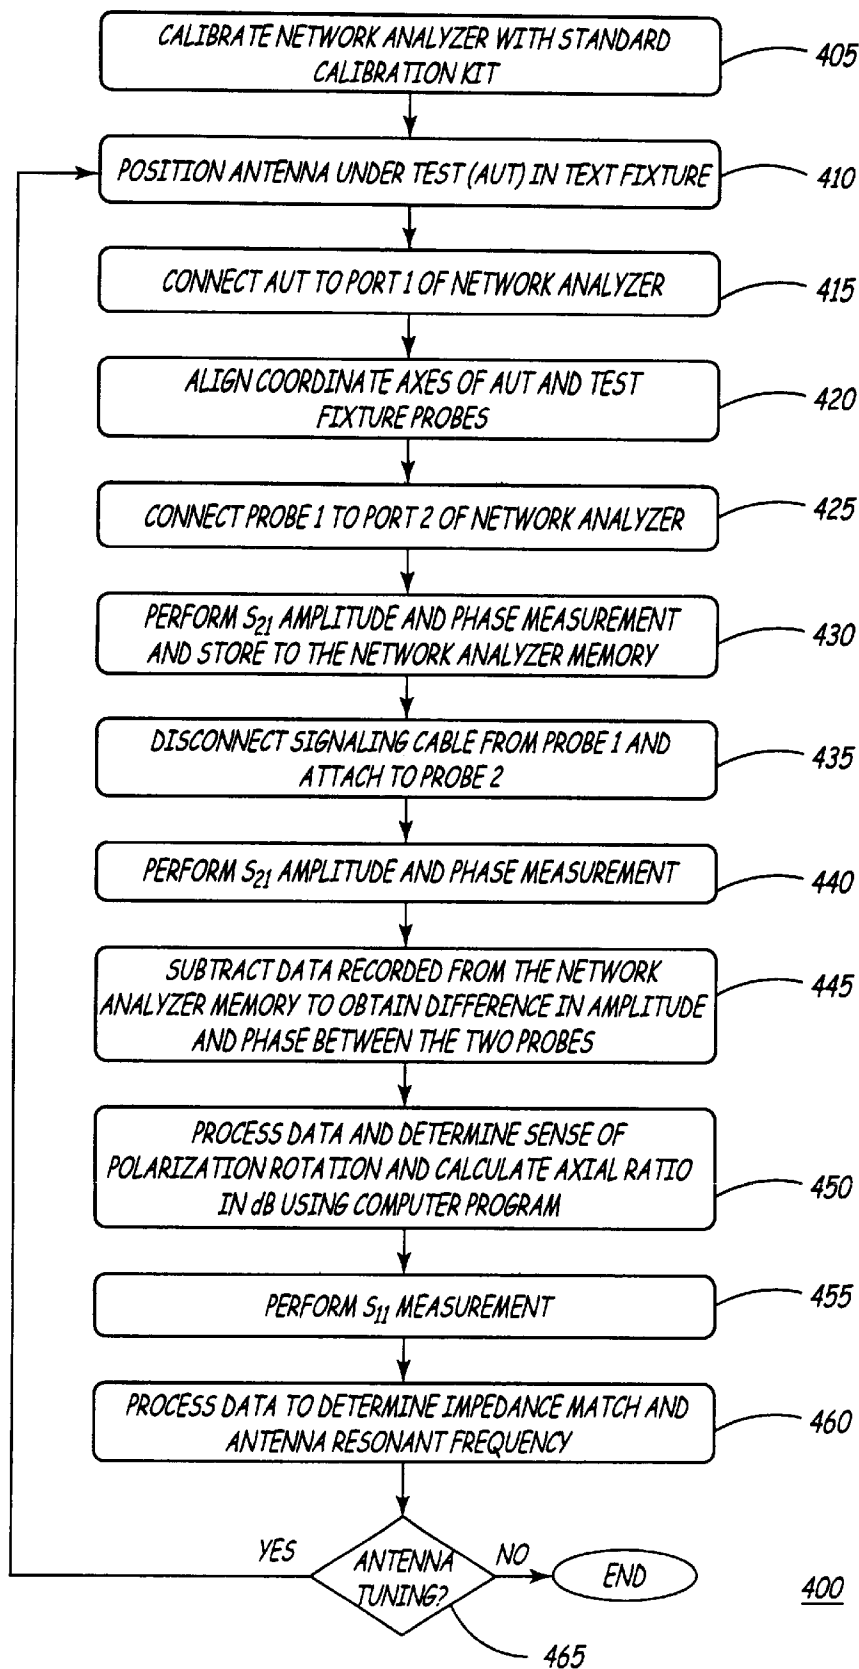 CALIBRATE NETWORK ANALYZER WITH STANDARD
CALIBRATION KIT
405
POSITION ANTENNA UNDER TEST (AUT) IN TEXT FIXTURE
410
CONNECT AUT TO PORT 1 OF NETWORK ANALYZER
415
ALIGN COORDINATE AXES OF AUT AND TEST
FIXTURE PROBES
420
CONNECT PROBE 1 TO PORT 2 OF NETWORK ANALYZER
425
PERFORM S21 AMPLITUDE AND PHASE MEASUREMENT
AND STORE TO THE NETWORK ANALYZER MEMORY
430
DISCONNECT SIGNALING CABLE FROM PROBE 1 AND
ATTACH TO PROBE 2
435
PERFORM S21 AMPLITUDE AND PHASE MEASUREMENT
440
SUBTRACT DATA RECORDED FROM THE NETWORK
ANALYZER MEMORY TO OBTAIN DIFFERENCE IN AMPLITUDE
AND PHASE BETWEEN THE TWO PROBES
445
PROCESS DATA AND DETERMINE SENSE OF
POLARIZATION ROTATION AND CALCULATE AXIAL RATIO
IN dB USING COMPUTER PROGRAM
450
PERFORM S11 MEASUREMENT
455
PROCESS DATA TO DETERMINE IMPEDANCE MATCH AND
ANTENNA RESONANT FREQUENCY
460
YES
ANTENNA
TUNING?
NO
END
465
400